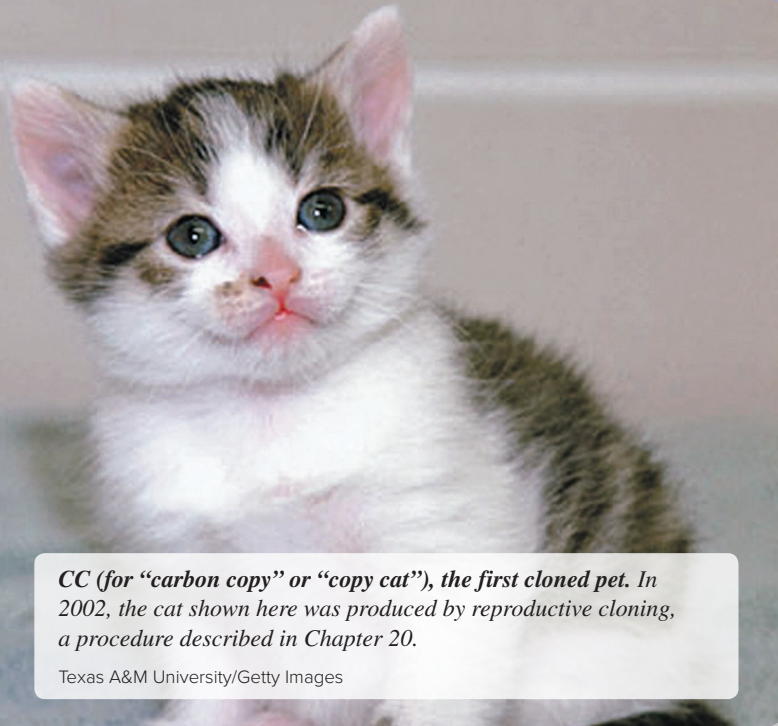 CC (for “carbon copy” or “copy cat”), the first cloned pet. In
2002, the cat shown here was produced by reproductive cloning,
a procedure described in Chapter 20.
Texas A&M University/Getty Images